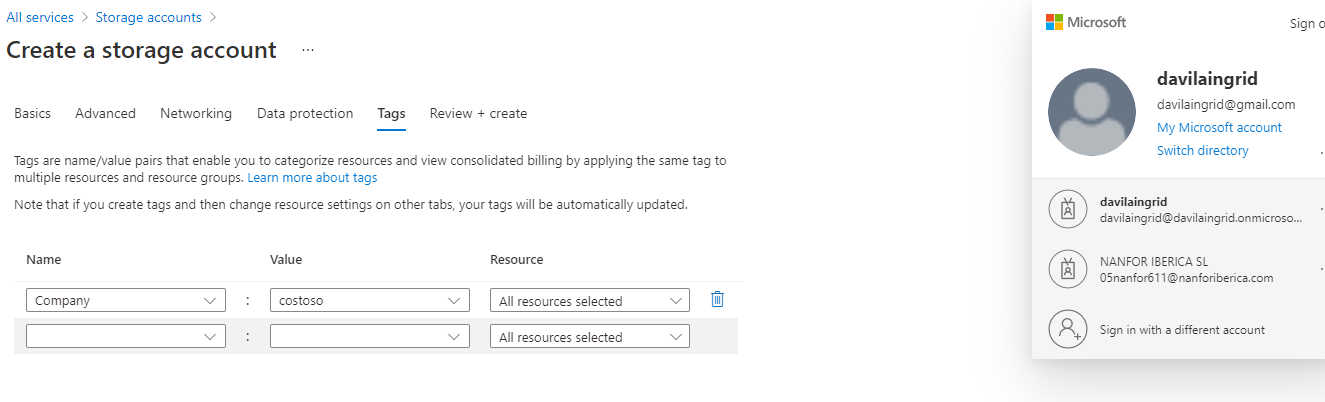 All services > Storage accounts >
Create a storage account ...
Basics Advanced Networking Data protection Tags Review + create
Tags are name/value pairs that enable you to categorize resources and view consolidated billing by applying the same tag to
multiple resources and resource groups. Learn more about tags
Note that if you create tags and then change resource settings on other tabs, your tags will be automatically updated.
Name Value Resource
Company : costoso All resources selected
: All resources selected
Microsoft
Sign o
davilaingrid
davilaingrid@gmail.com
My Microsoft account
Switch directory
davilaingrid
davilaingrid@davilaingrid.onmicroso...
NANFOR IBERICA SL
05nanfor611@nanforiberica.com
Sign in with a different account